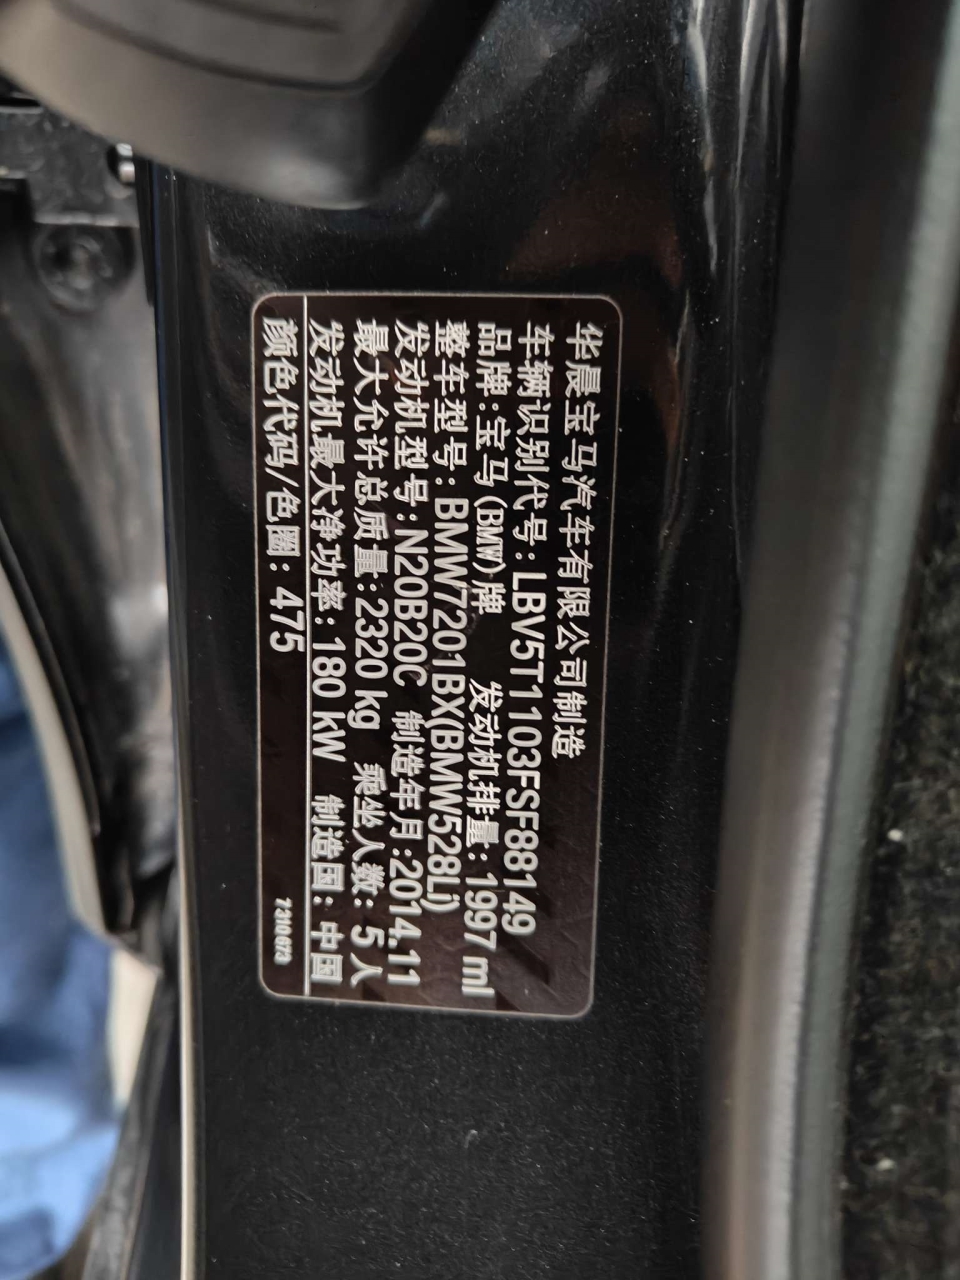 华晨宝马汽车有限公司制造
车辆识别代号: LBV5T1103FSF88149
品牌:宝马(BMW)牌 发动机排量: 1997 ml
整车型号: BMW7201BX(BMW528Li)
发动机型号:N20B20C 制造年月:2014.11
最大允许总质量:2320 kg 乘坐人数: 5人
发动机最大净功率: 180 kW 制造国: 中国
颜色代码/色圈: 475
7310673